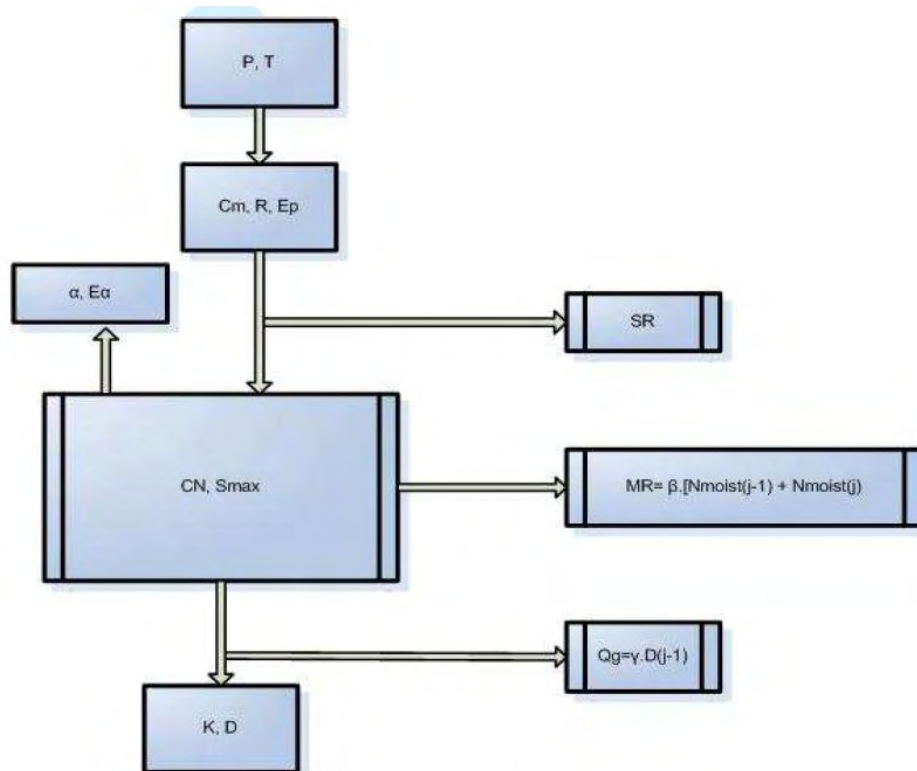 P, T
Cm, R, Ep
α, Eα
SR
CN, Smax
MR= β.[Nmoist(j-1) + Nmoist(j)
Qg=γ.D(j-1)
K, D